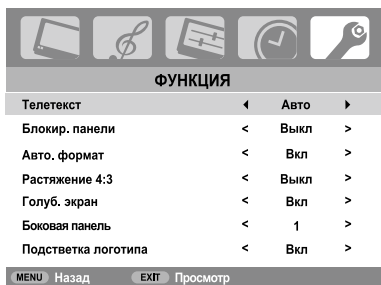 ФУНКЦИЯ
Телетекст ◀ Авто ▶
Блокир. панели < Выкл >
Авто. формат < Вкл >
Растяжение 4:3 < Выкл >
Голуб. экран < Вкл >
Боковая панель < 1 >
Подстветка логотипа < Вкл >
MENU Назад EXIT Просмотр